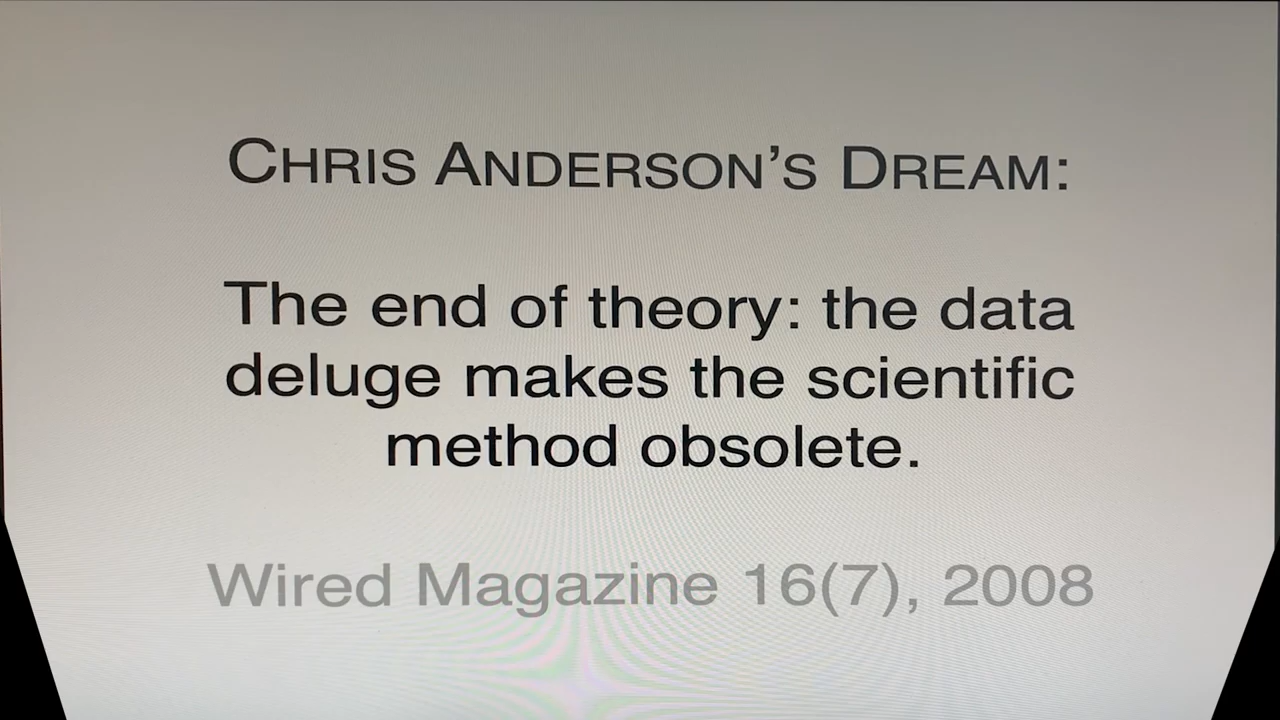 CHRIS ANDERSON’S DREAM:
The end of theory: the data
deluge makes the scientific
method obsolete.
Wired Magazine 16(7), 2008